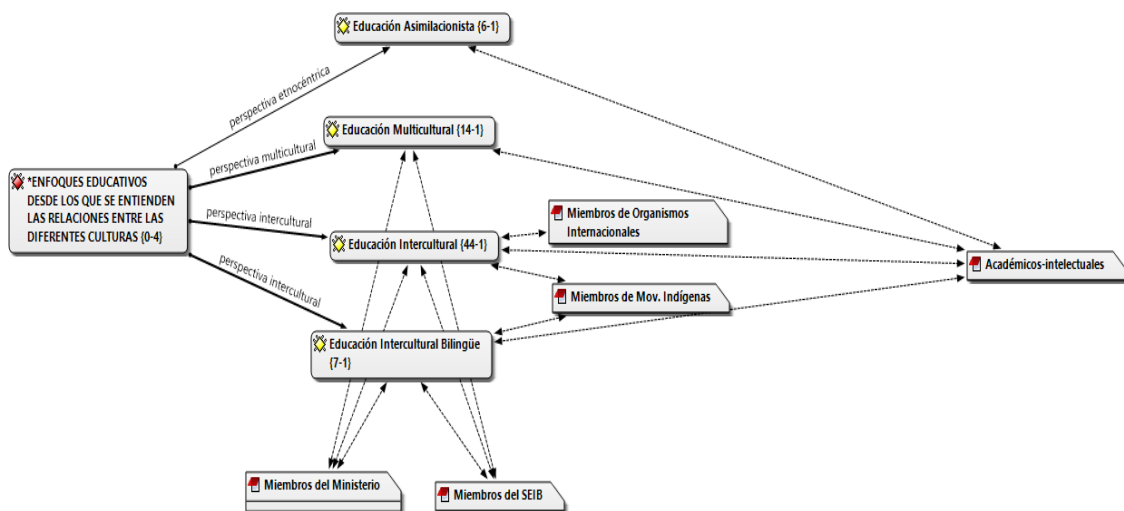 Educación Asimilacionista {6-1}
perspectiva etnocéntrica
Educación Multicultural {14-1}
perspectiva multicultural
*ENFOQUES EDUCATIVOS
DESDE LOS QUE SE ENTIENDEN
LAS RELACIONES ENTRE LAS
DIFERENTES CULTURAS {0-4}
perspectiva intercultural
Educación Intercultural {44-1}
Miembros de Organismos
Internacionales
Académicos-intelectuales
perspectiva intercultural
Miembros de Mov. Indígenas
Educación Intercultural Bilingüe
{7-1}
Miembros del Ministerio
Miembros del SEIB